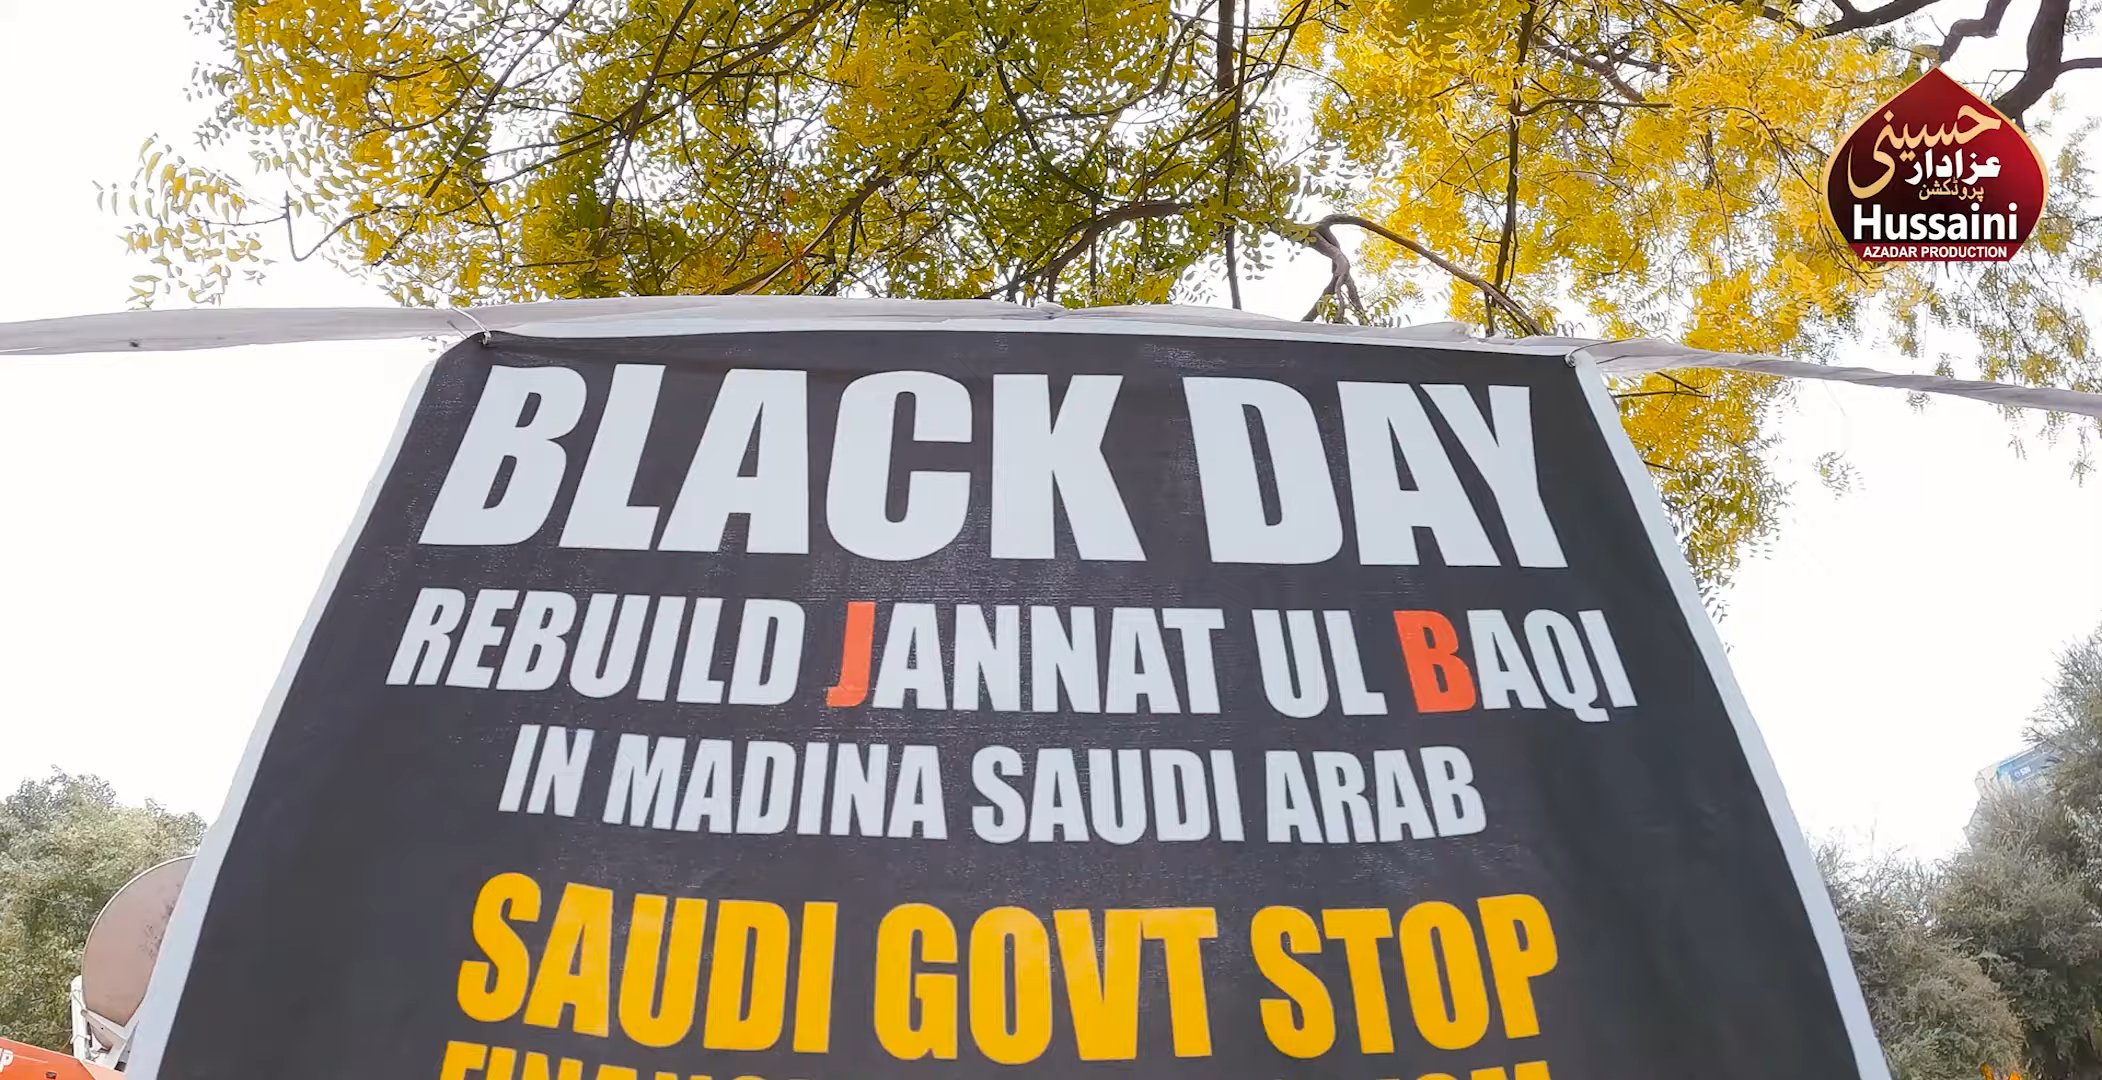 حسینی
عزادار
پروڈکشن
Hussaini
AZADAR PRODUCTION
BLACK DAY
REBUILD JANNAT UL BAQI
IN MADINA SAUDI ARAB
SAUDI GOVT STOP